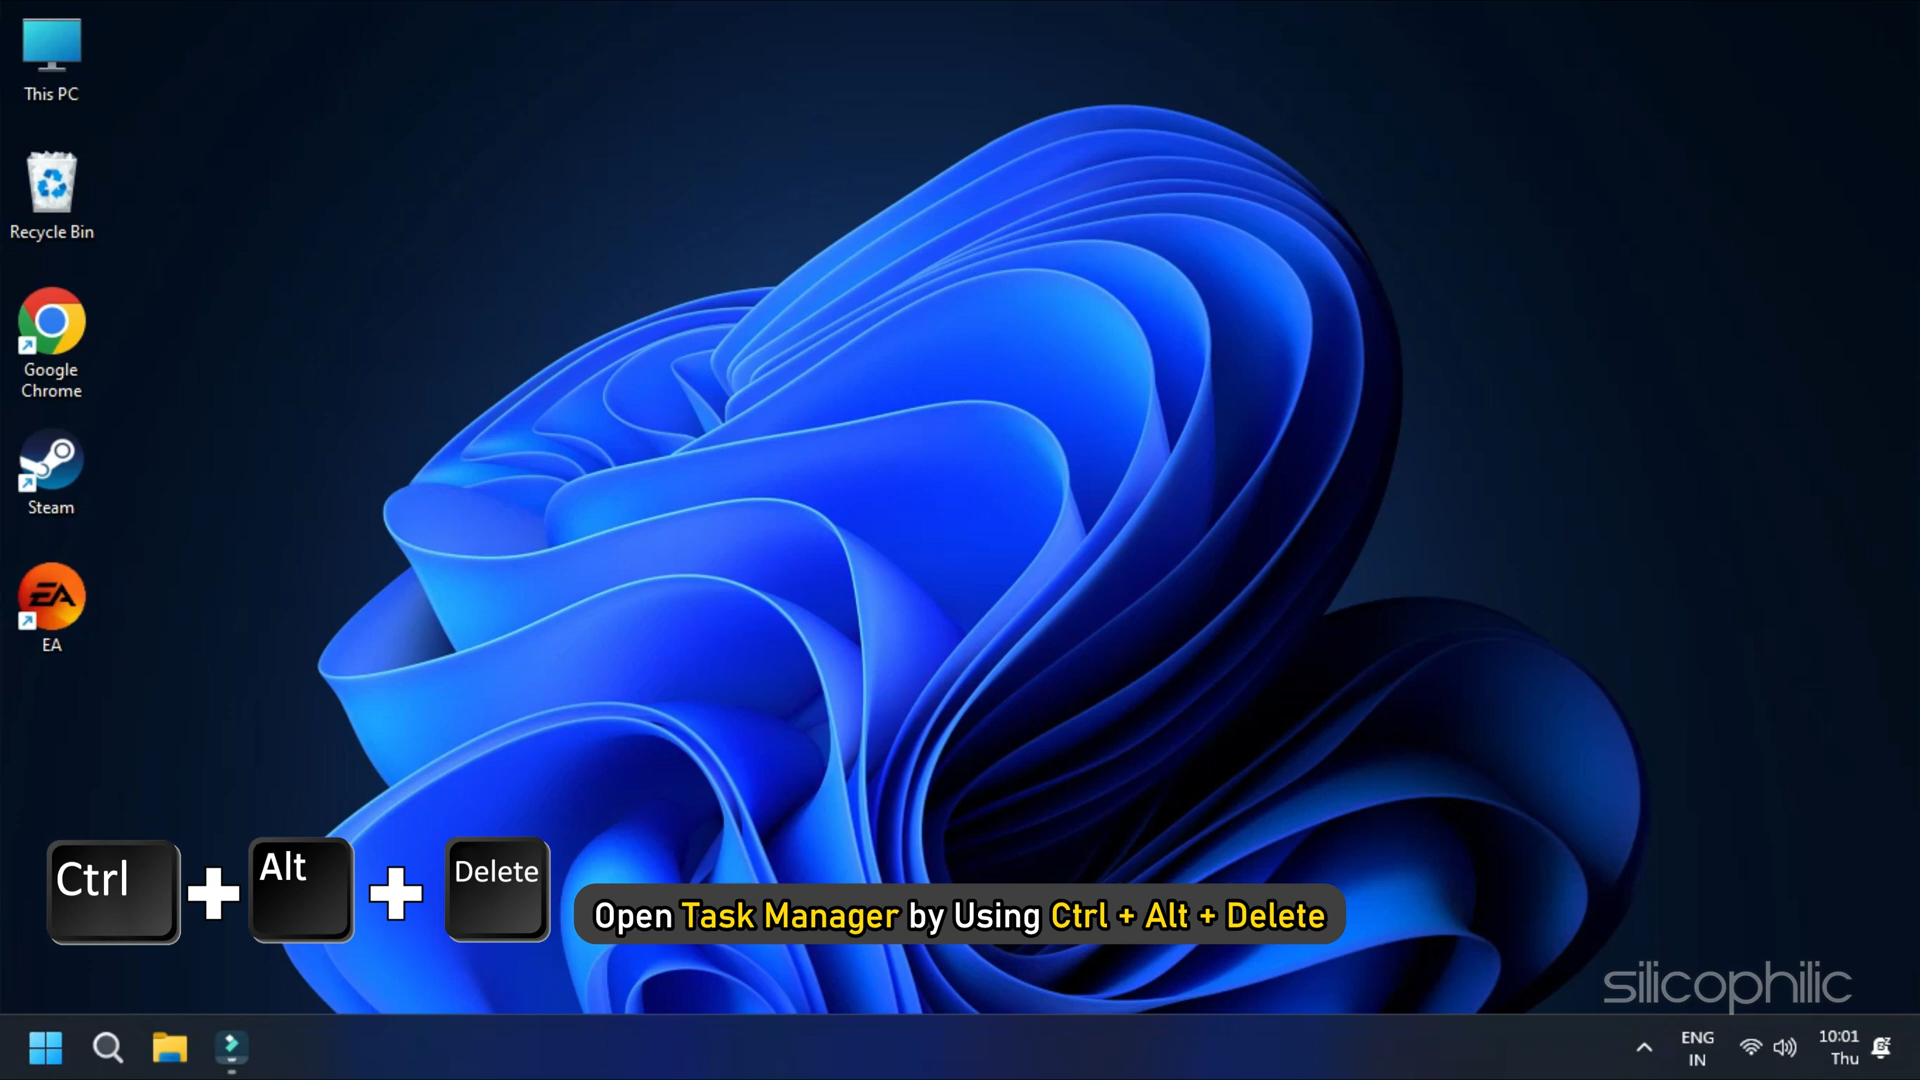 This PC
Recycle Bin
Google
Chrome
Steam
EA
EA
Ctrl
Alt
Delete
Open Task Manager by Using Ctrl + Alt + Delete
silicophilic
ENG
IN
10:01
Thu